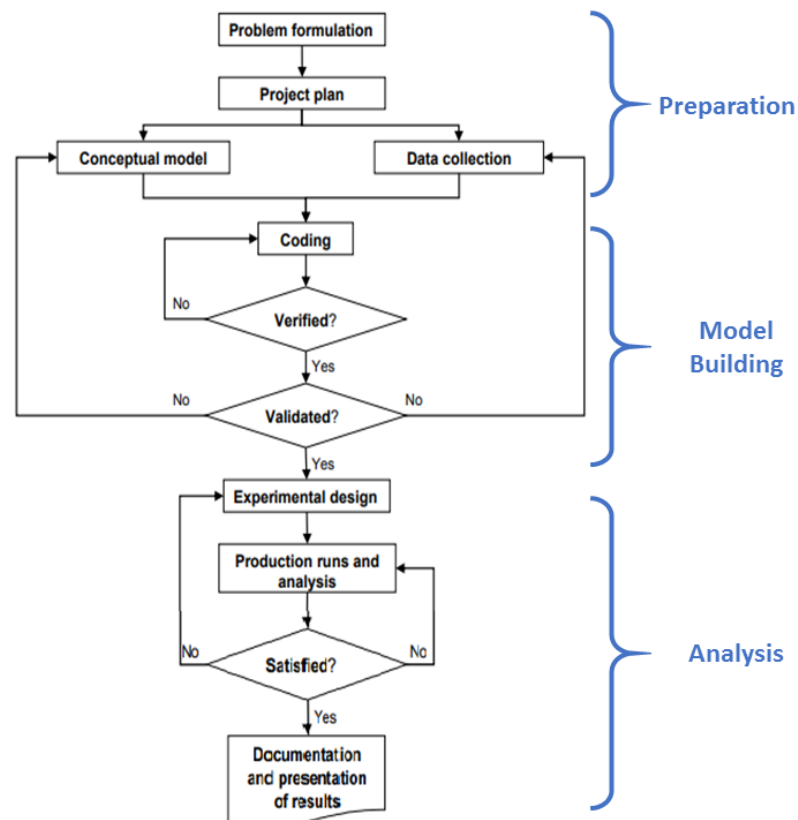 Problem formulation
Project plan
Preparation
Conceptual model
Data collection
Coding
No
Verified?
Model
Building
Yes
No
No
Validated?
Yes
Experimental design
Production runs and
analysis
No
No
Satisfied?
Analysis
Yes
Documentation
and presentation
of results